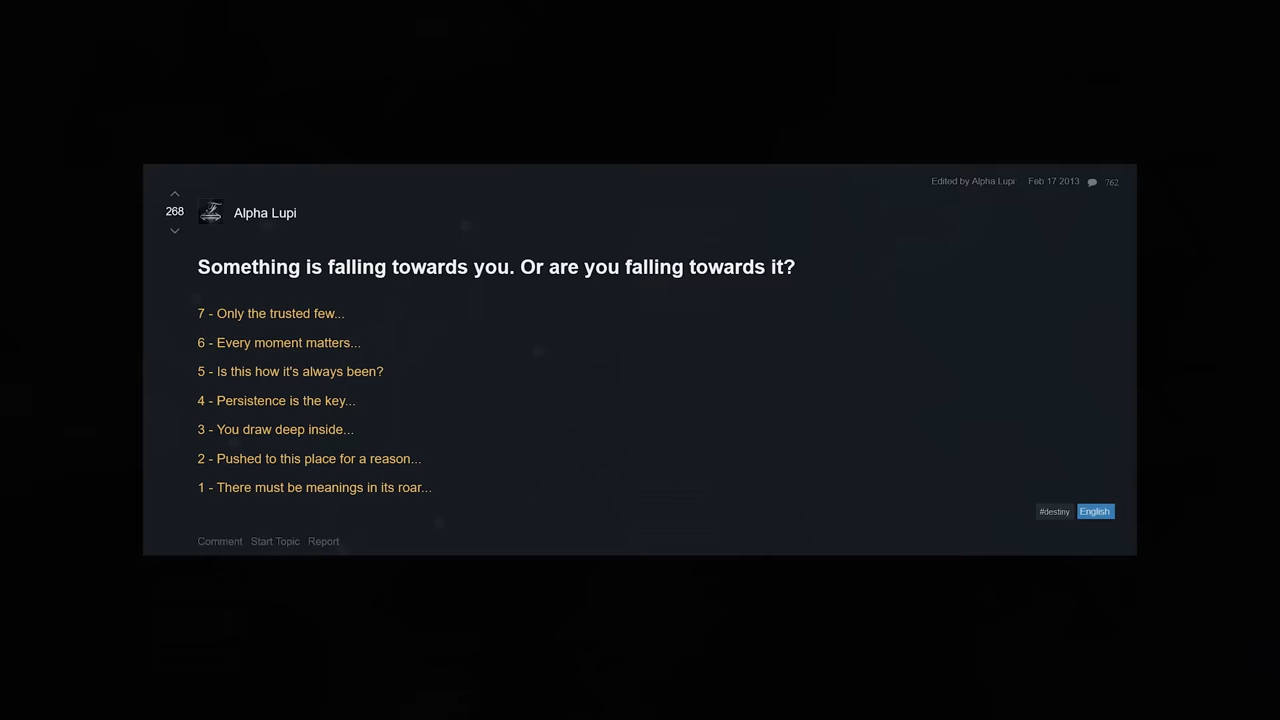 Edited by Alpha Lupi Feb 17 2013 762
268
Alpha Lupi
Something is falling towards you. Or are you falling towards it?
7 - Only the trusted few...
6 - Every moment matters...
5 - Is this how it's always been?
4 - Persistence is the key...
3 - You draw deep inside...
2 - Pushed to this place for a reason...
1 - There must be meanings in its roar...
#destiny English
Comment Start Topic Report